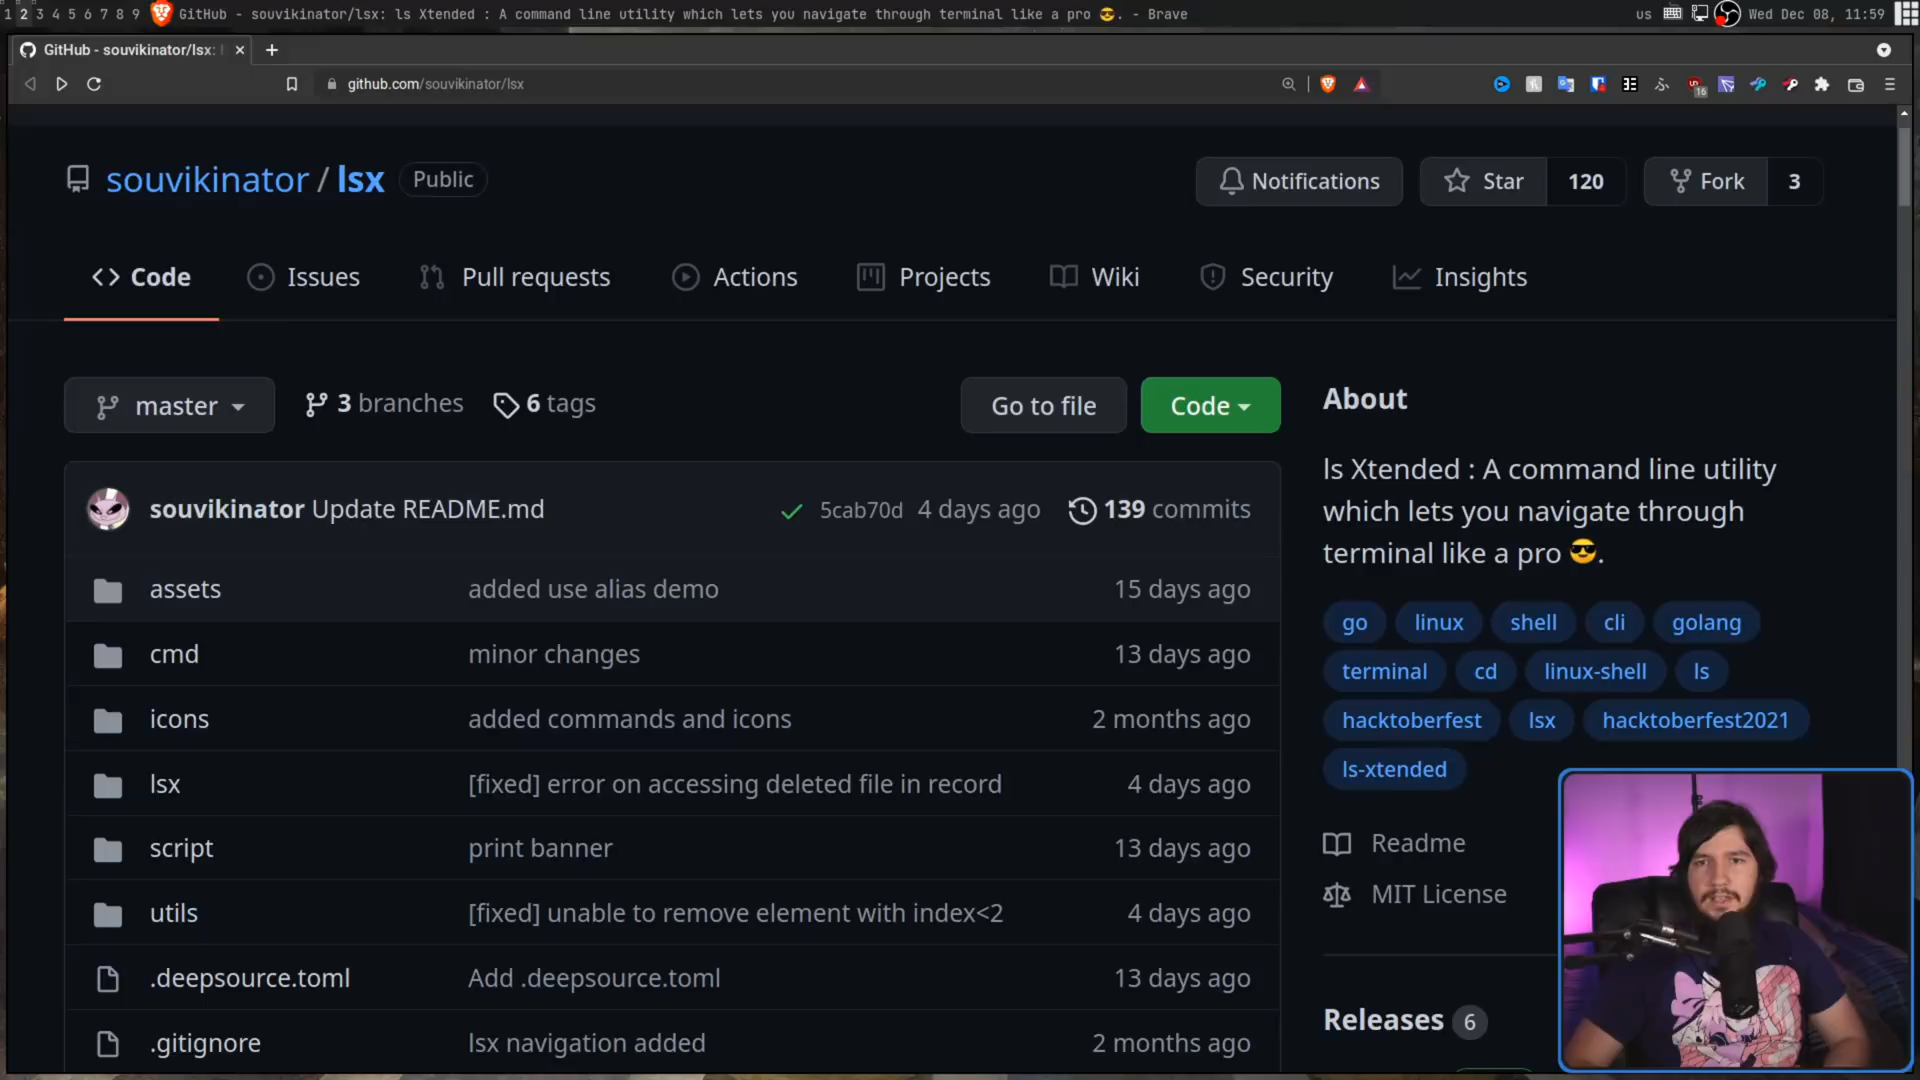 1 2 3 4 5 6 7 8 9 GitHub - souvikinator/lsx: ls Xtended : A command line utility which lets you navigate through terminal like a pro 😎. - Brave
us Wed Dec 08, 11:59
GitHub - souvikinator/lsx:
github.com/souvikinator/lsx
16
souvikinator / lsx Public
Notifications
Star 120
Fork 3
Code
Issues
Pull requests
Actions
Projects
Wiki
Security
Insights
master
3 branches
6 tags
Go to file
Code
souvikinator Update README.md
5cab70d 4 days ago
139 commits
assets added use alias demo 15 days ago
cmd minor changes 13 days ago
icons added commands and icons 2 months ago
lsx [fixed] error on accessing deleted file in record 4 days ago
script print banner 13 days ago
utils [fixed] unable to remove element with index<2 4 days ago
.deepsource.toml Add .deepsource.toml 13 days ago
.gitignore lsx navigation added 2 months ago
About
ls Xtended : A command line utility
which lets you navigate through
terminal like a pro 😎.
go linux shell cli golang
terminal cd linux-shell ls
hacktoberfest lsx hacktoberfest2021
ls-xtended
Readme
MIT License
Releases 6